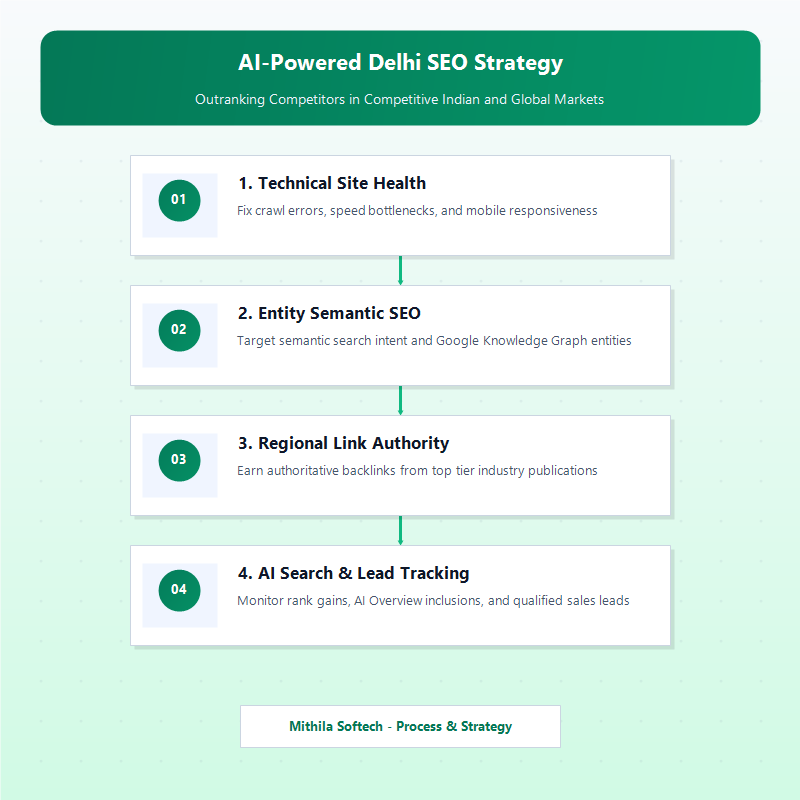 AI-Powered Delhi SEO Strategy
Outranking Competitors in Competitive Indian and Global Markets
01
1. Technical Site Health
Fix crawl errors, speed bottlenecks, and mobile responsiveness
02
2. Entity Semantic SEO
Target semantic search intent and Google Knowledge Graph entities
03
3. Regional Link Authority
Earn authoritative backlinks from top tier industry publications
04
4. AI Search & Lead Tracking
Monitor rank gains, AI Overview inclusions, and qualified sales leads
Mithila Softech - Process & Strategy